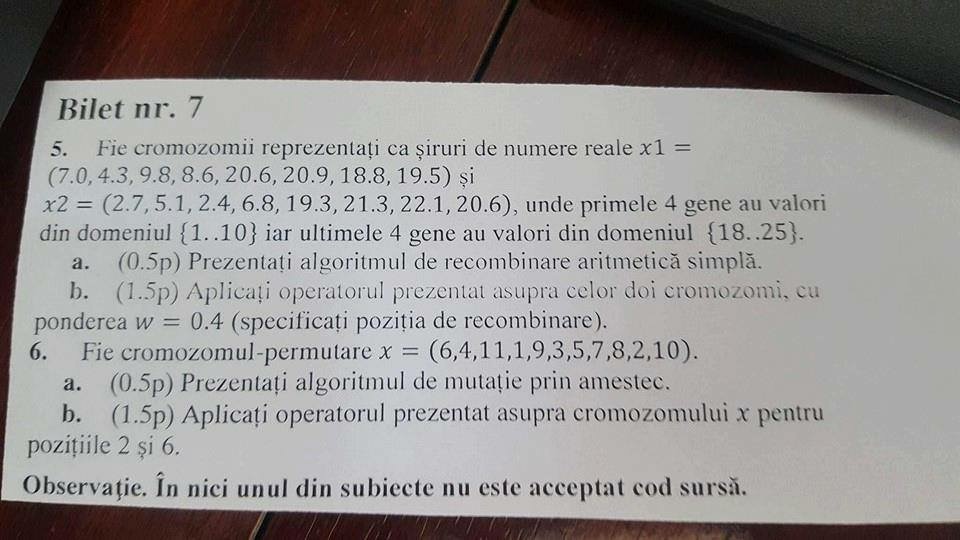 Bilet nr. 7
5. Fie cromozomii reprezentați ca șiruri de numere reale x1 =
(7.0, 4.3, 9.8, 8.6, 20.6, 20.9, 18.8, 19.5) și
x2 = (2.7, 5.1, 2.4, 6.8, 19.3, 21.3, 22.1, 20.6), unde primele 4 gene au valori
din domeniul {1..10} iar ultimele 4 gene au valori din domeniul {18..25}.
a. (0.5p) Prezentați algoritmul de recombinare aritmetică simplă.
b. (1.5p) Aplicați operatorul prezentat asupra celor doi cromozomi, cu
ponderea w = 0.4 (specificați poziția de recombinare).
6. Fie cromozomul-permutare x = (6,4,11,1,9,3,5,7,8,2,10).
a. (0.5p) Prezentați algoritmul de mutație prin amestec.
b. (1.5p) Aplicați operatorul prezentat asupra cromozomului x pentru
pozițiile 2 și 6.
Observaţie. În nici unul din subiecte nu este acceptat cod sursă.